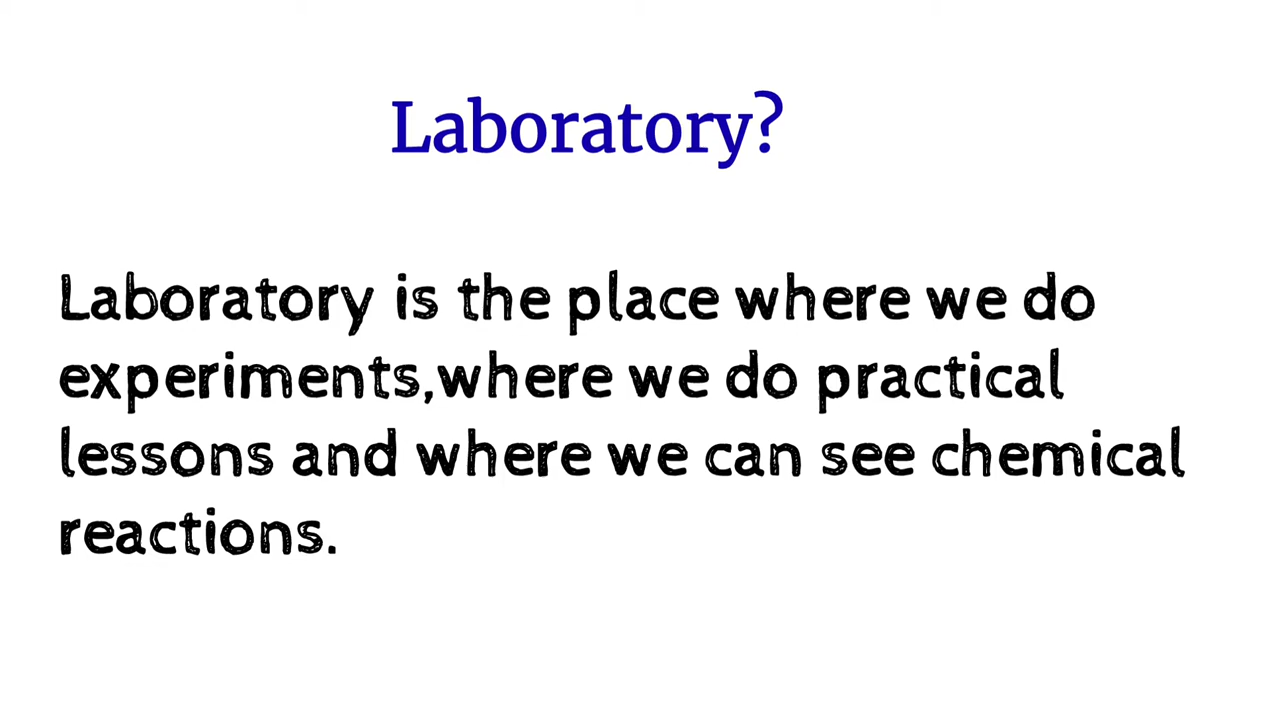 Laboratory?
Laboratory is the place where we do
experiments,where we do practical
lessons and where we can see chemical
reactions.